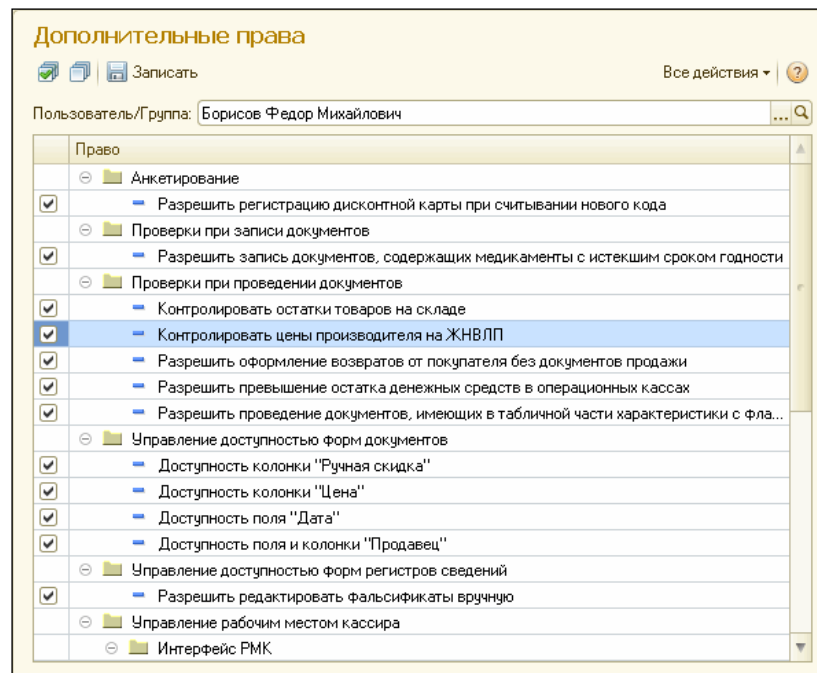 Дополнительные права
Записать
Все действия
Пользователь/Группа: Борисов Федор Михайлович ...
Право
Анкетирование
Разрешить регистрацию дисконтной карты при считывании нового кода
Проверки при записи документов
Разрешить запись документов, содержащих медикаменты с истекшим сроком годности
Проверки при проведении документов
Контролировать остатки товаров на складе
Контролировать цены производителя на ЖНВЛП
Разрешить оформление возвратов от покупателя без документов продажи
Разрешить превышение остатка денежных средств в операционных кассах
Разрешить проведение документов, имеющих в табличной части характеристики с фла...
Управление доступностью форм документов
Доступность колонки "Ручная скидка"
Доступность колонки "Цена"
Доступность поля "Дата"
Доступность поля и колонки "Продавец"
Управление доступностью форм регистров сведений
Разрешить редактировать фальсификаты вручную
Управление рабочим местом кассира
Интерфейс РМК